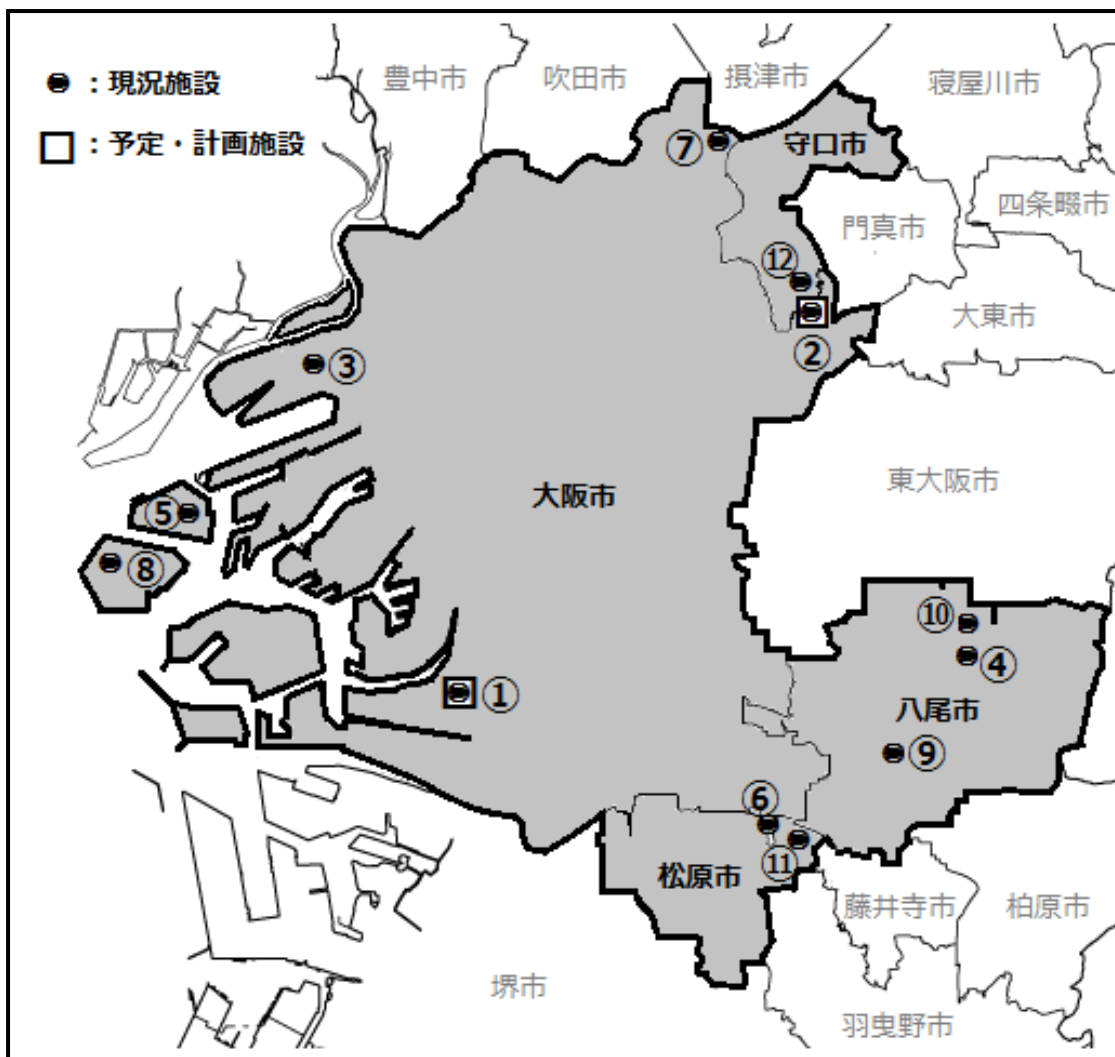 ：現況施設
：予定・計画施設
豊中市
吹田市
摂津市
寝屋川市
⑦
守口市
四条畷市
門真市
⑫
大東市
②
③
東大阪市
大阪市
⑤
⑧
⑩
④
①
八尾市
⑨
⑥
⑪
松原市
藤井寺市
柏原市
堺市
羽曳野市